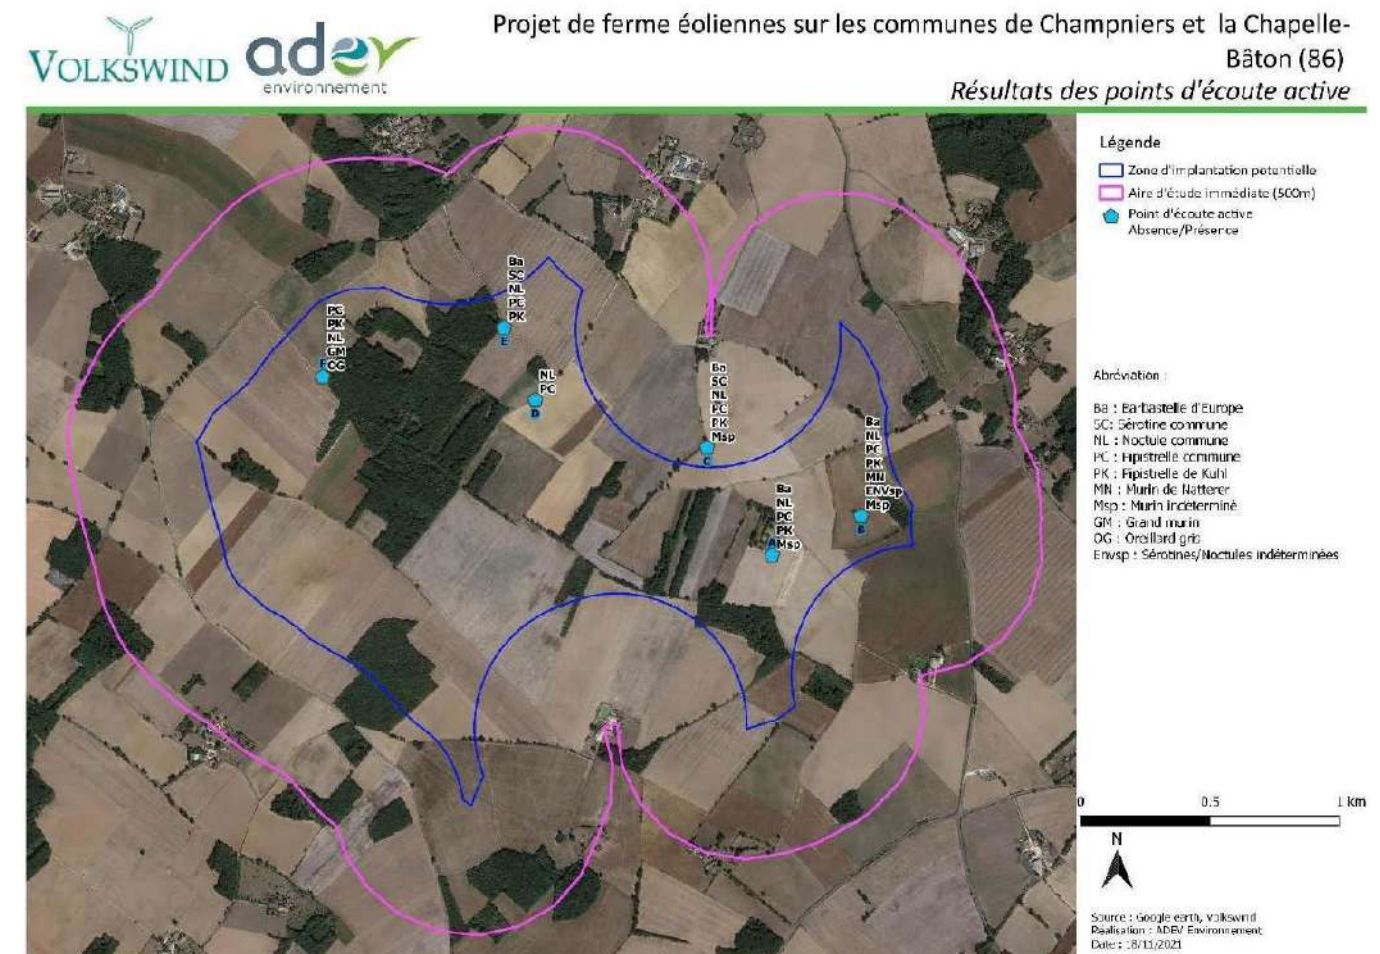 VOLKSWIND
adev
environnement
Projet de ferme éoliennes sur les communes de Champniers et la Chapelle-
Bâton (86)
Résultats des points d'écoute active
Légende
Zone d'implantation potentielle
Aire d'étude immédiate (500m)
Point d'écoute active
Absence/Présence
Abréviation :
Ba : Barbastelle d'Europe
SC: Sérotine commune
NL : Noctule commune
PC : Pipistrelle commune
PK : Pipistrelle de Kuhl
MN : Murin de Natterer
Msp : Murin indéterminé
GM : Grand murin
OG : Oreillard gris
Envsp : Sérotines/Noctules indéterminées
0 0.5 1 km
N
Source : Google earth, Volkswind
Réalisation : ADEV Environnement
Date : 18/11/2021
PC
PK
NL
GM
OG
F
Ba
SC
NL
PC
PK
E
NL
PC
D
Ba
SC
NL
PC
PK
Msp
C
Ba
NL
PC
PK
Msp
A
Ba
NL
PC
PK
MN
ENVsp
Msp
B